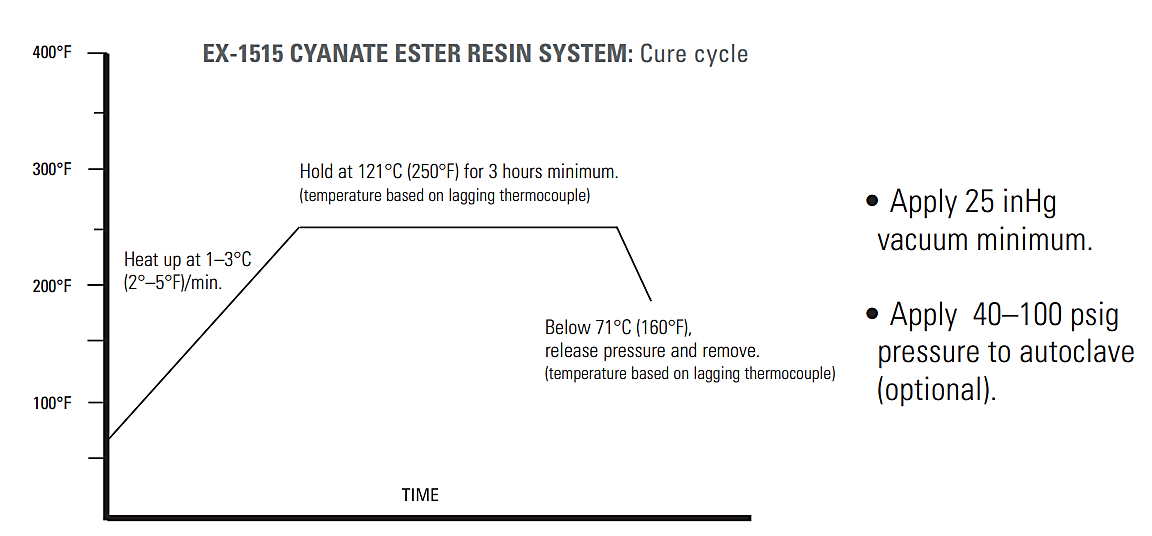 EX-1515 CYANATE ESTER RESIN SYSTEM: Cure cycle
400°F
300°F
200°F
100°F
Hold at 121°C (250°F) for 3 hours minimum.
(temperature based on lagging thermocouple)
Heat up at 1–3°C
(2°–5°F)/min.
Below 71°C (160°F),
release pressure and remove.
(temperature based on lagging thermocouple)
TIME
• Apply 25 inHg
vacuum minimum.
• Apply 40–100 psig
pressure to autoclave
(optional).